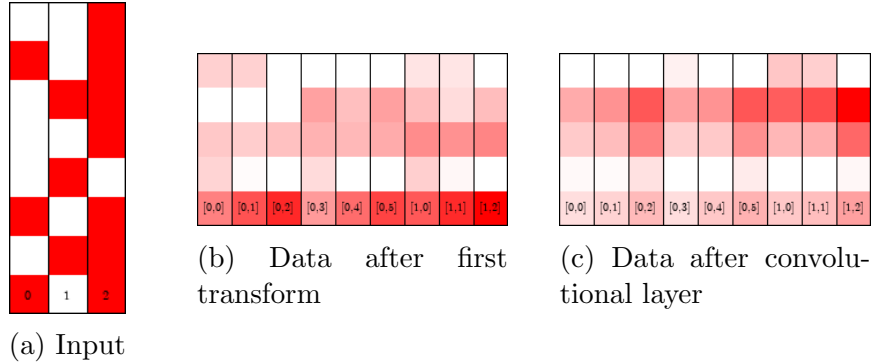 0 1 2
(a) Input
[0,0] [0,1] [0,2] [0,3] [0,4] [0,5] [1,0] [1,1] [1,2]
(b) Data after first
transform
[0,0] [0,1] [0,2] [0,3] [0,4] [0,5] [1,0] [1,1] [1,2]
(c) Data after convolu-
tional layer